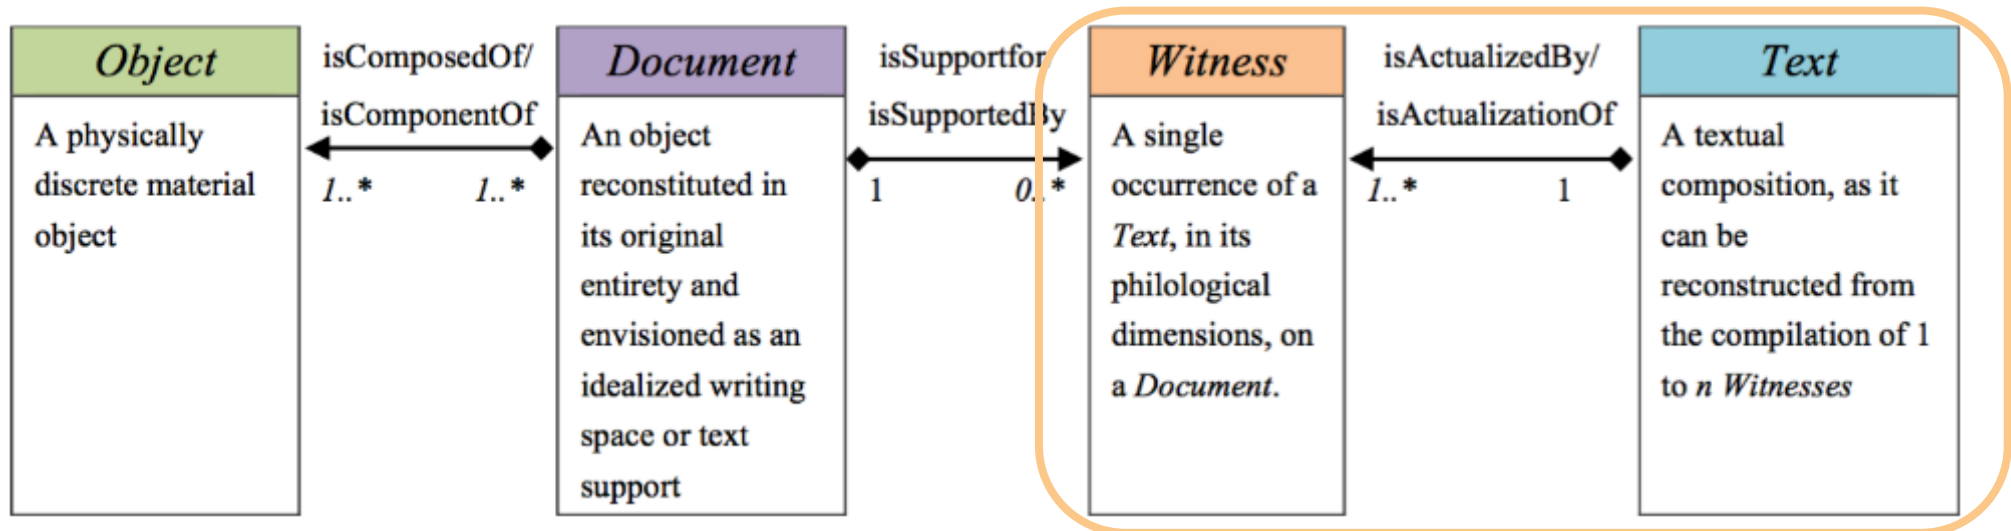 Object
A physically
discrete material
object
isComposedOf/
isComponentOf
1..* 1..*
Document
An object
reconstituted in
its original
entirety and
envisioned as an
idealized writing
space or text
support
isSupportfor
isSupportedBy
1 0..*
Witness
A single
occurrence of a
Text, in its
philological
dimensions, on
a Document.
isActualizedBy/
isActualizationOf
1..* 1
Text
A textual
composition, as it
can be
reconstructed from
the compilation of 1
to n Witnesses